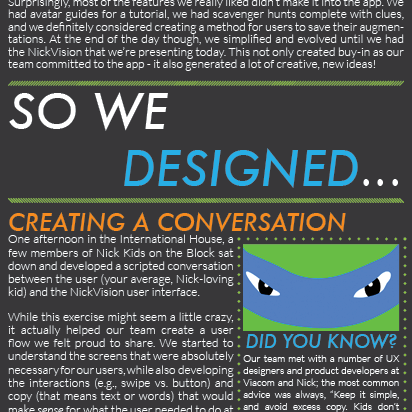 Surprisingly, most of the features we really liked didn't make it into the app. We
had avatar guides for a tutorial, we had scavenger hunts complete with clues,
and we definitely considered creating a method for users to save their augmen-
tations. At the end of the day though, we simplified and evolved until we had
the NickVision that we're presenting today. This not only created buy-in as our
team committed to the app - it also generated a lot of creative, new ideas!
SO WE
DESIGNED...
CREATING A CONVERSATION
One afternoon in the International House, a
few members of Nick Kids on the Block sat
down and developed a scripted conversation
between the user (your average, Nick-loving
kid) and the NickVision user interface.
While this exercise might seem a little crazy,
it actually helped our team create a user
flow we felt proud to share. We started to
understand the screens that were absolutely
necessary for our users, while also developing
the interactions (e.g., swipe vs. button) and
copy (that means text or words) that would
make sense for what the user needed to do at
DID YOU KNOW?
Our team met with a number of UX
designers and product developers at
Viacom and Nick; the most common
advice was always, "Keep it simple,
and avoid excess copy. Kids don't